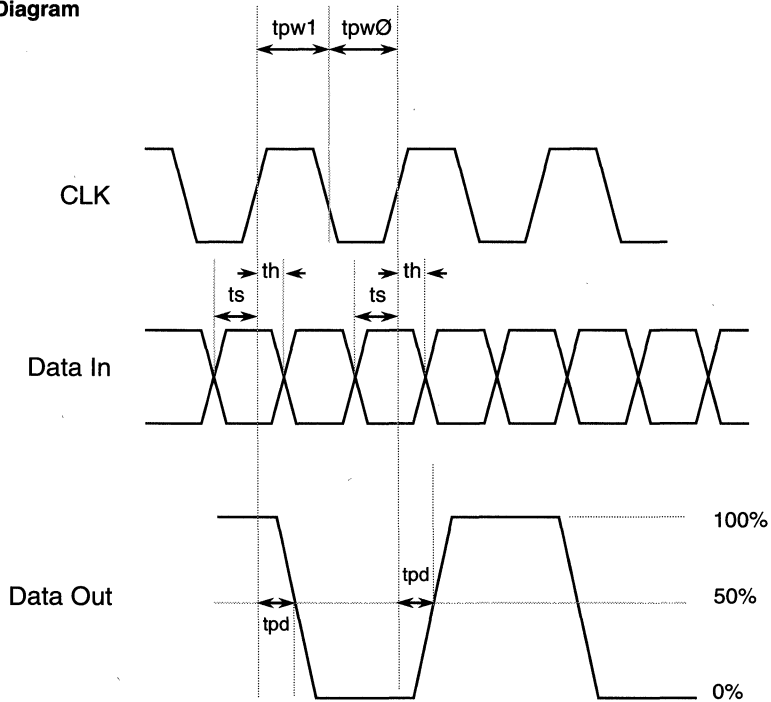 Diagram
tpw1 tpwØ
CLK
th th
ts ts
Data In
100%
tpd
Data Out
50%
tpd
0%